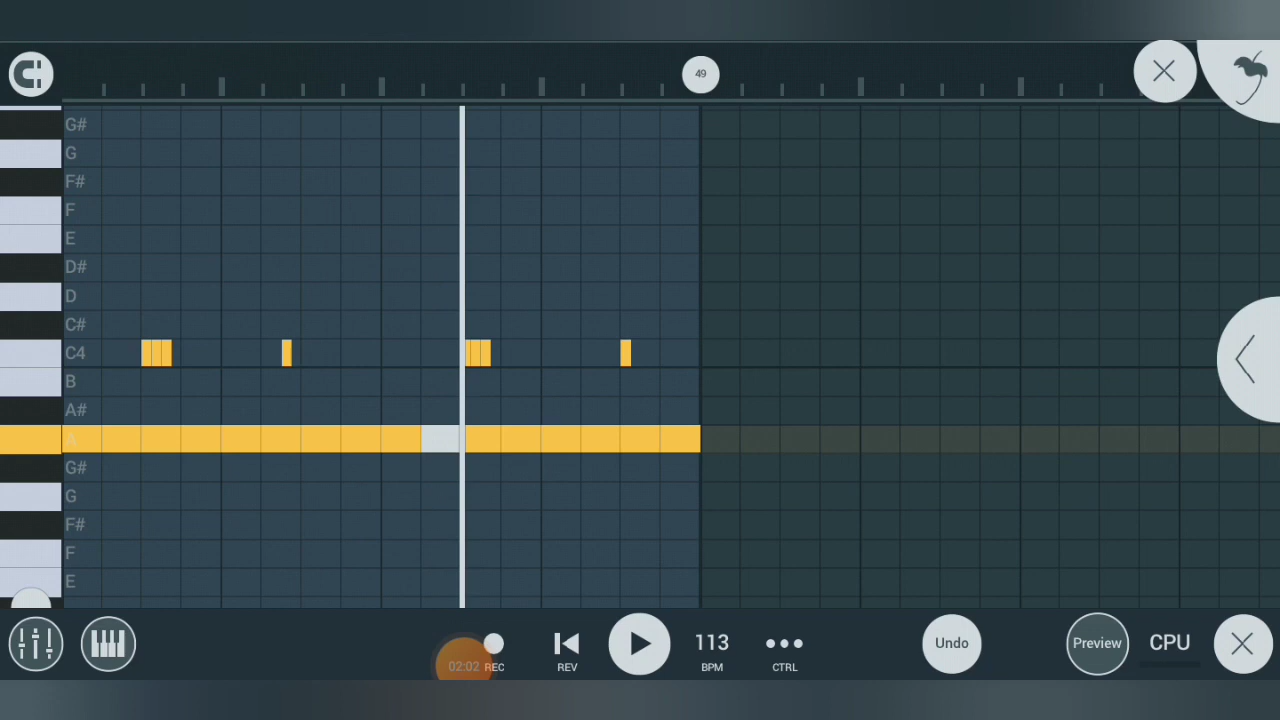 49
G#
G
F#
F
E
D#
D
C#
C4
B
A#
A
G#
G
F#
F
E
02:02 REC
REV
113
BPM
CTRL
Undo
Preview
CPU